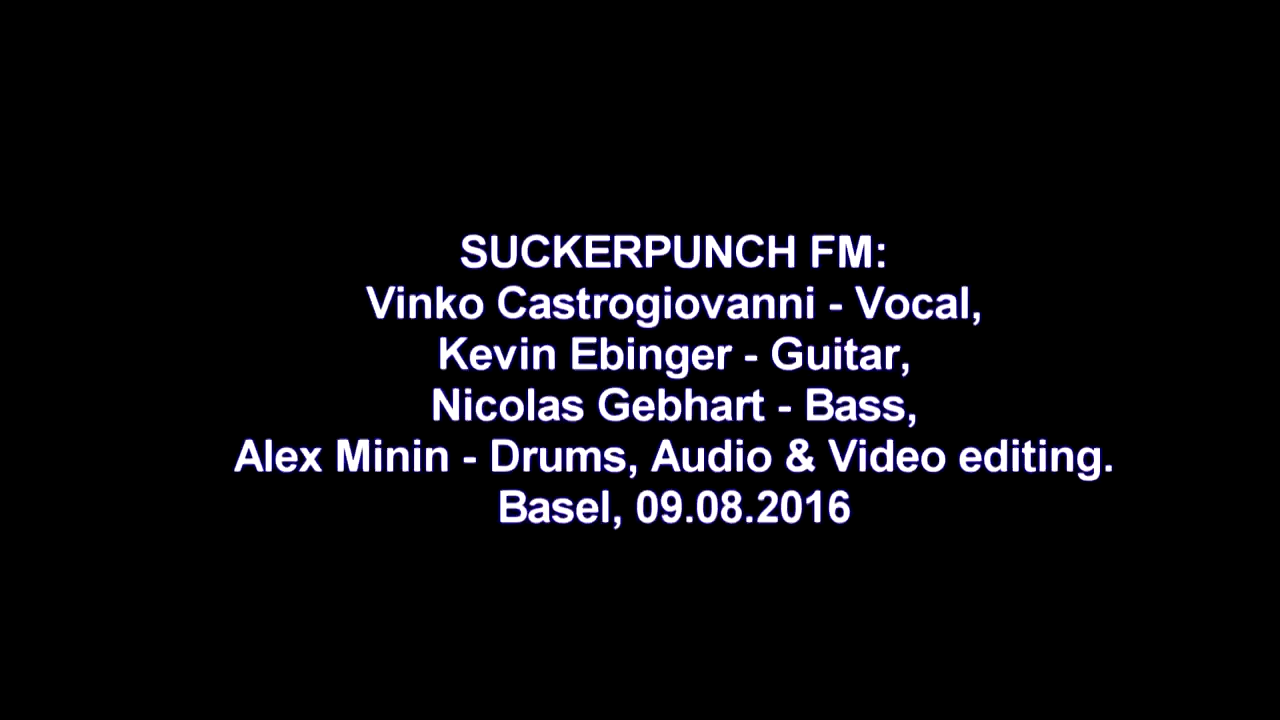 SUCKERPUNCH FM:
Vinko Castrogiovanni - Vocal,
Kevin Ebinger - Guitar,
Nicolas Gebhart - Bass,
Alex Minin - Drums, Audio & Video editing.
Basel, 09.08.2016